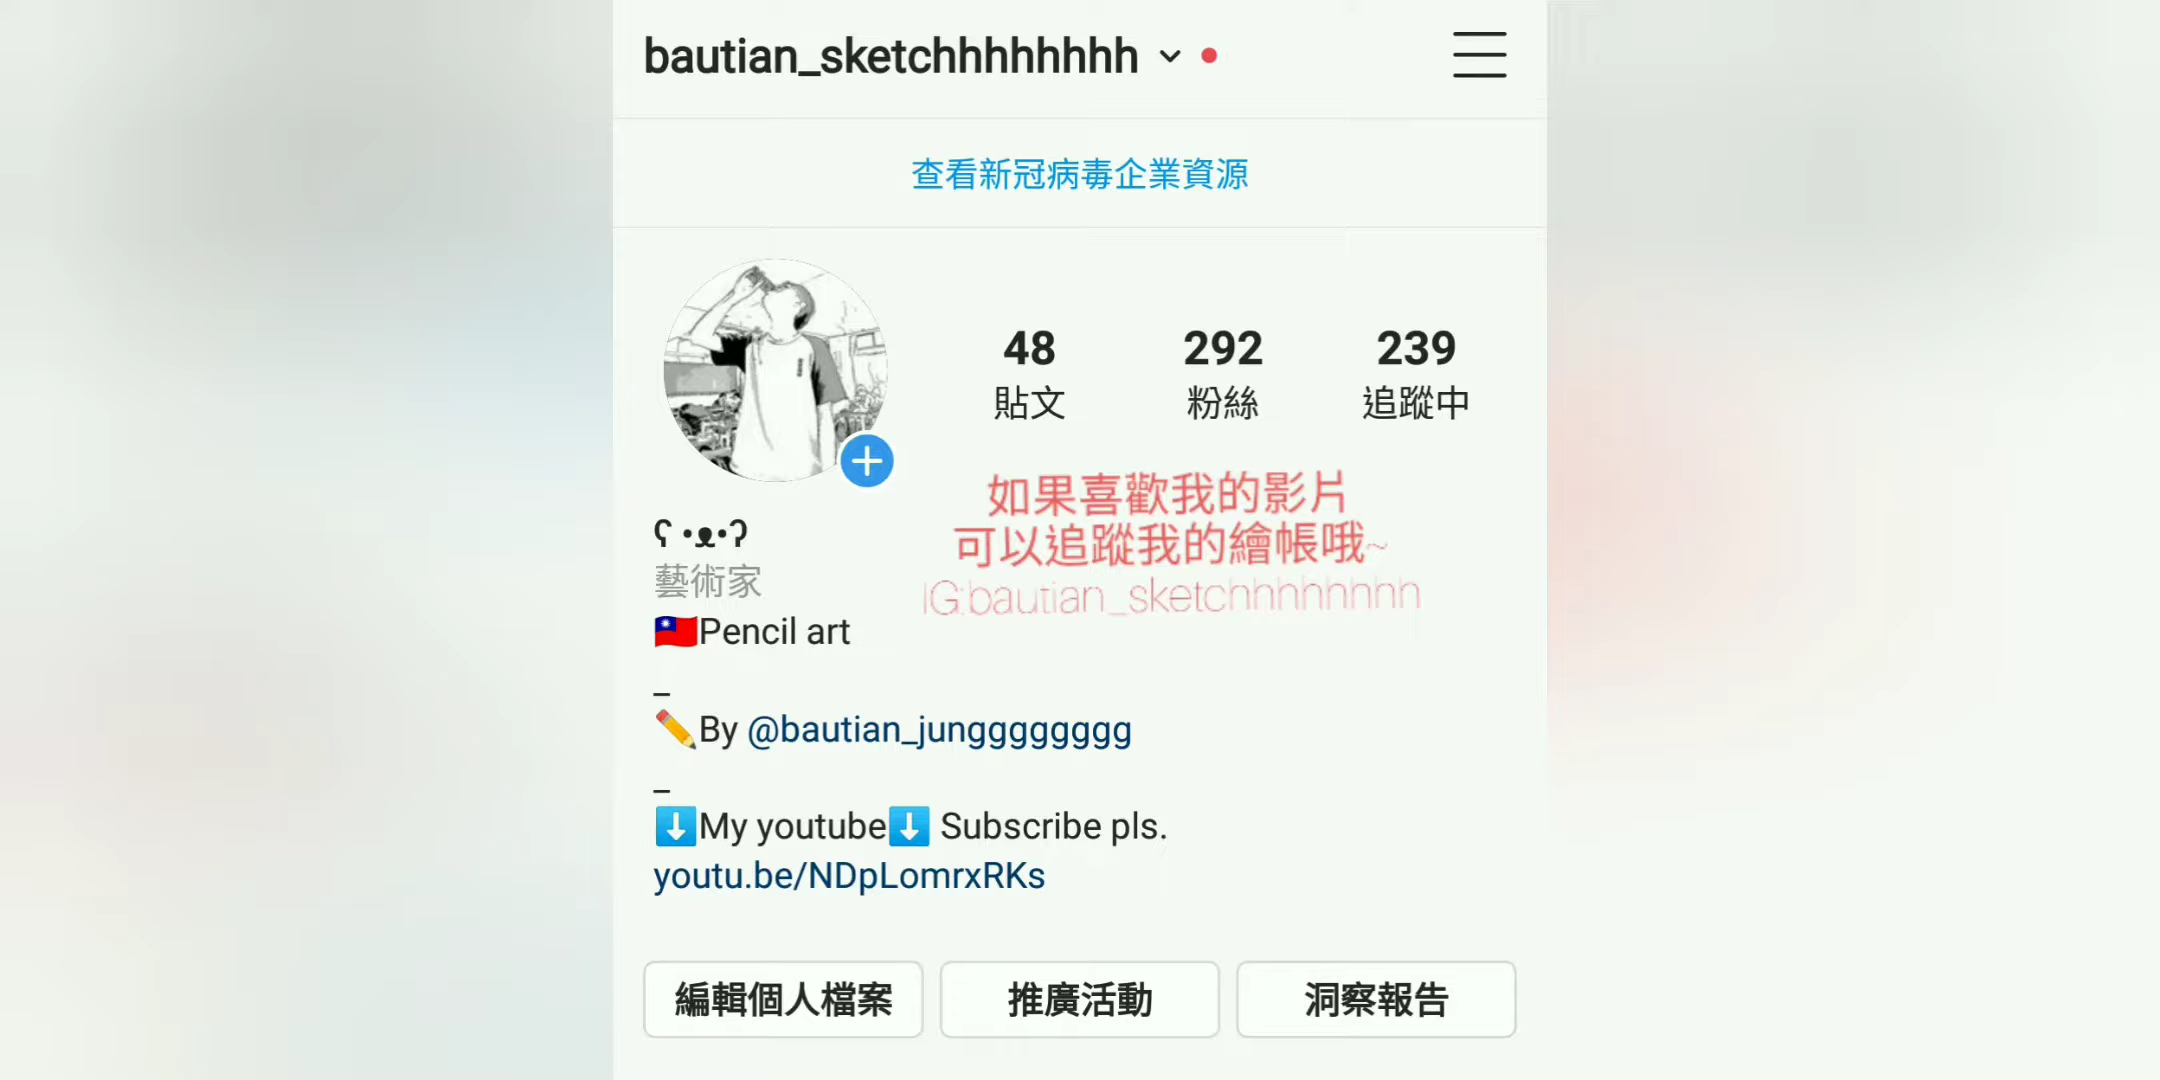 bautian_sketchhhhhhhh
查看新冠病毒企業資源
48 292 239
貼文 粉絲 追蹤中
如果喜歡我的影片
可以追蹤我的繪帳哦~
IG:bautian_sketchhhhhhhh
ʕ •ᴥ•ʔ
藝術家
🇹🇼Pencil art
_
✏️By @bautian_junggggggg
_
⬇️My youtube⬇️ Subscribe pls.
youtu.be/NDpLomrxRKs
編輯個人檔案 推廣活動 洞察報告